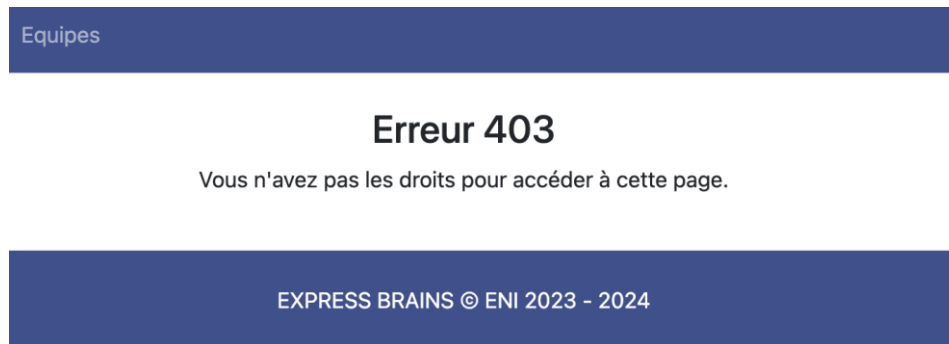 Equipes
Erreur 403
Vous n'avez pas les droits pour accéder à cette page.
EXPRESS BRAINS © ENI 2023 - 2024